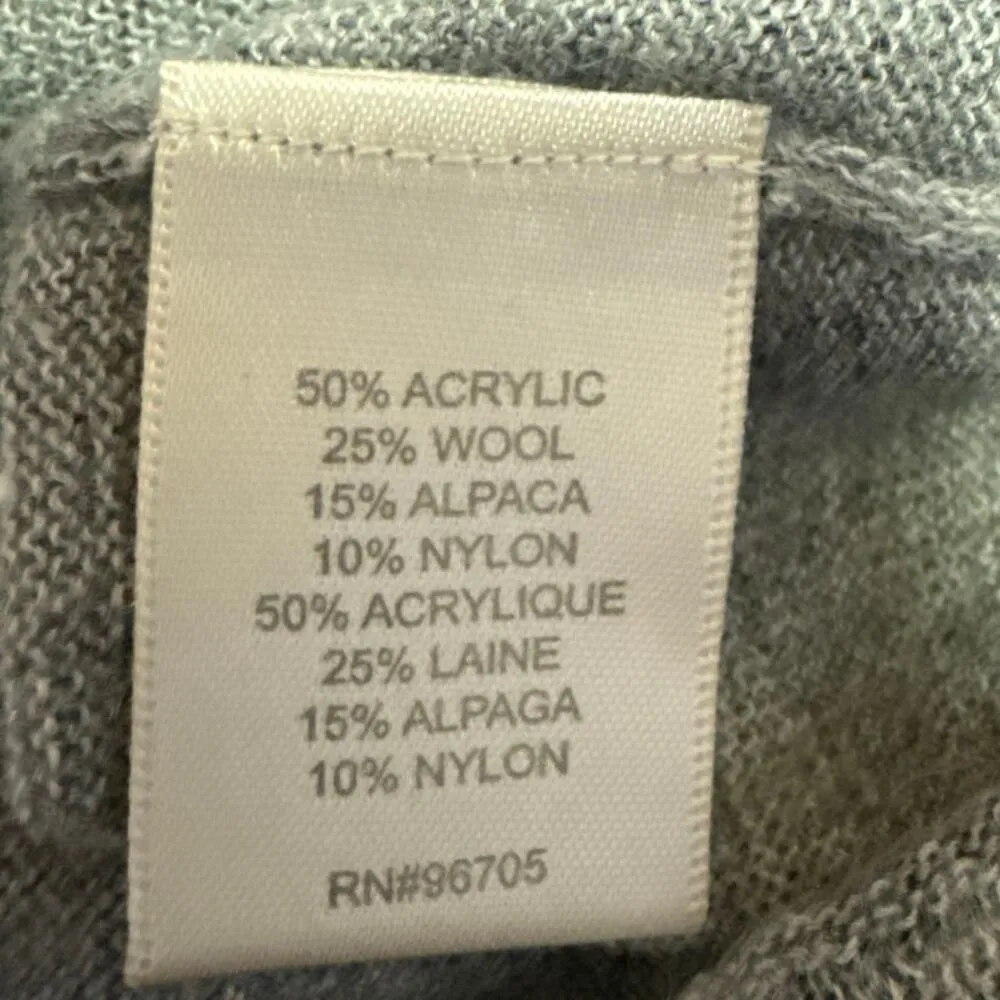 50% ACRYLIC
25% WOOL
15% ALPACA
10% NYLON
50% ACRYLIQUE
25% LAINE
15% ALPAGA
10% NYLON
RN#96705